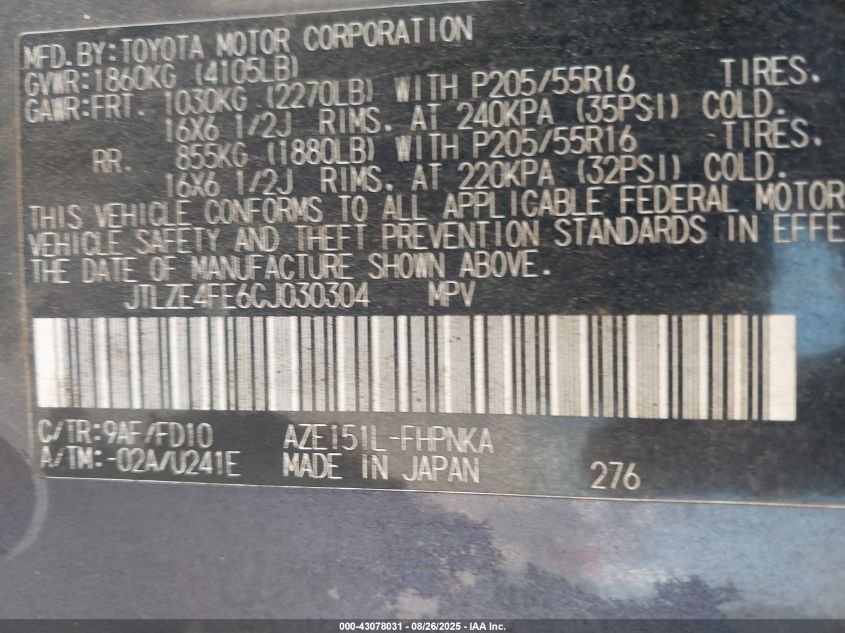 MFD.BY:TOYOTA MOTOR CORPORATION
GVWR:1860KG (4105LB)
GAWR:FRT. 1030KG (2270LB) WITH P205/55R16 TIRES.
16X6 1/2J RIMS. AT 240KPA (35PSI) COLD.
RR. 855KG (1880LB) WITH P205/55R16 TIRES.
16X6 1/2J RIMS. AT 220KPA (32PSI) COLD.
THIS VEHICLE CONFORMS TO ALL APPLICABLE FEDERAL MOTOR
VEHICLE SAFETY AND THEFT PREVENTION STANDARDS IN EFFE
THE DATE OF MANUFACTURE SHOWN ABOVE.
JTLZE4FE6CJ030304 MPV
C/TR:9AF/FD10 AZE151L-FHPNKA
A/TM:-02A/U241E MADE IN JAPAN 276
000-43078031 - 08/26/2025 - IAA Inc.